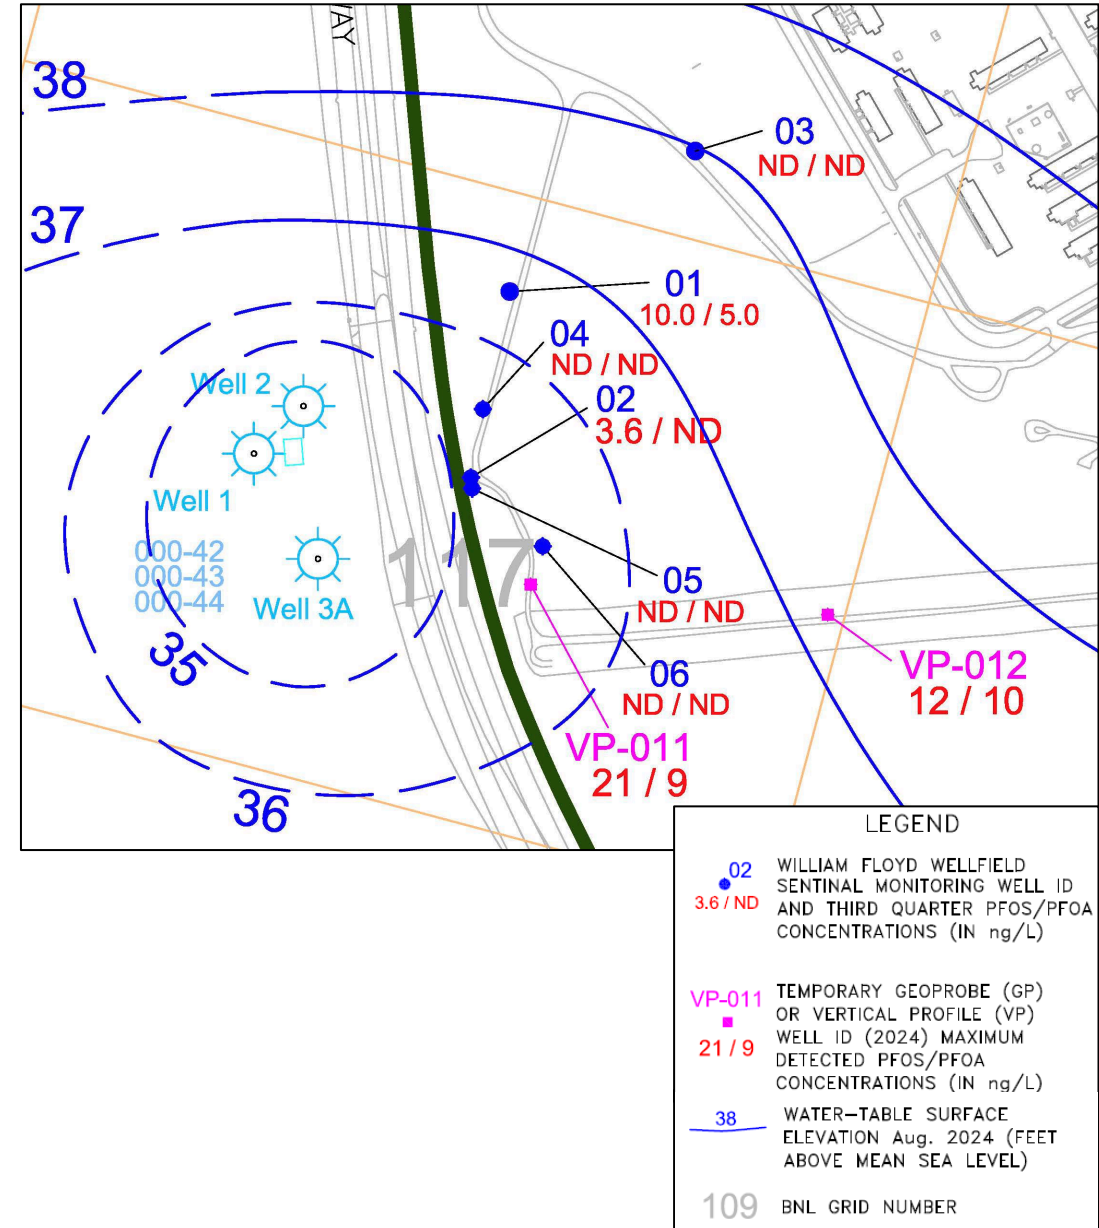 WAY
38
03
ND / ND
37
01
10.0 / 5.0
04
ND / ND
Well 2
02
3.6 / ND
Well 1
117
000-42
000-43
000-44
Well 3A
05
ND / ND
35
06
ND / ND
VP-012
12 / 10
VP-011
21 / 9
36
LEGEND
02
3.6 / ND
WILLIAM FLOYD WELLFIELD
SENTINAL MONITORING WELL ID
AND THIRD QUARTER PFOS/PFOA
CONCENTRATIONS (IN ng/L)
VP-011
21 / 9
TEMPORARY GEOPROBE (GP)
OR VERTICAL PROFILE (VP)
WELL ID (2024) MAXIMUM
DETECTED PFOS/PFOA
CONCENTRATIONS (IN ng/L)
38
WATER-TABLE SURFACE
ELEVATION Aug. 2024 (FEET
ABOVE MEAN SEA LEVEL)
109 BNL GRID NUMBER